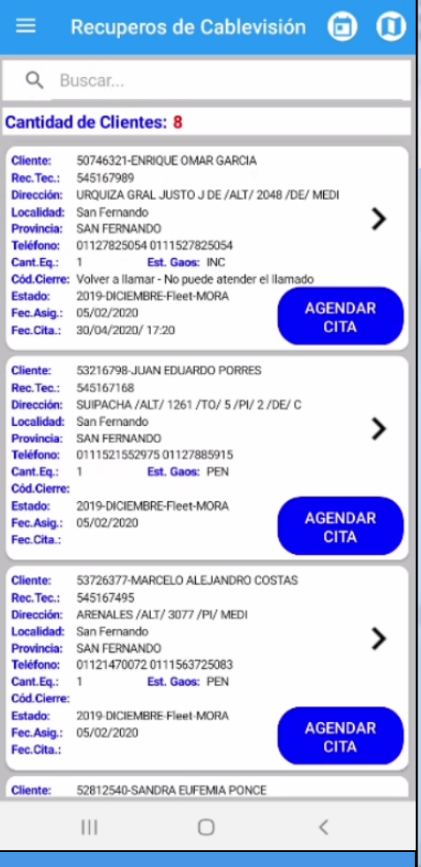 Recuperos de Cablevisión
Buscar...
Cantidad de Clientes: 8
Cliente: 50746321-ENRIQUE OMAR GARCIA
Rec.Tec.: 545167989
Dirección: URQUIZA GRAL JUSTO J DE /ALT/ 2048 /DE/ MEDI
Localidad: San Fernando
Provincia: SAN FERNANDO
Teléfono: 01127825054 0111527825054
Cant.Eq.: 1 Est. Gaos: INC
Cód.Cierre: Volver a llamar - No puede atender el llamado
Estado: 2019-DICIEMBRE-Fleet-MORA
Fec.Asig.: 05/02/2020
Fec.Cita.: 30/04/2020/ 17:20
AGENDAR
CITA
Cliente: 53216798-JUAN EDUARDO PORRES
Rec.Tec.: 545167168
Dirección: SUIPACHA /ALT/ 1261 /TO/ 5 /PI/ 2 /DE/ C
Localidad: San Fernando
Provincia: SAN FERNANDO
Teléfono: 0111521552975 01127885915
Cant.Eq.: 1 Est. Gaos: PEN
Cód.Cierre:
Estado: 2019-DICIEMBRE-Fleet-MORA
Fec.Asig.: 05/02/2020
Fec.Cita.:
AGENDAR
CITA
Cliente: 53726377-MARCELO ALEJANDRO COSTAS
Rec.Tec.: 545167495
Dirección: ARENALES /ALT/ 3077 /PI/ MEDI
Localidad: San Fernando
Provincia: SAN FERNANDO
Teléfono: 01121470072 0111563725083
Cant.Eq.: 1 Est. Gaos: PEN
Cód.Cierre:
Estado: 2019-DICIEMBRE-Fleet-MORA
Fec.Asig.: 05/02/2020
Fec.Cita.:
AGENDAR
CITA
Cliente: 52812540-SANDRA EUFEMIA PONCE